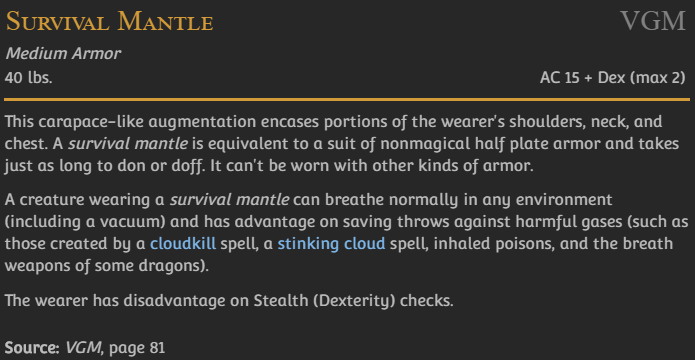 Survival Mantle VGM
Medium Armor
40 lbs. AC 15 + Dex (max 2)
This carapace-like augmentation encases portions of the wearer's shoulders, neck, and
chest. A survival mantle is equivalent to a suit of nonmagical half plate armor and takes
just as long to don or doff. It can't be worn with other kinds of armor.
A creature wearing a survival mantle can breathe normally in any environment
(including a vacuum) and has advantage on saving throws against harmful gases (such as
those created by a cloudkill spell, a stinking cloud spell, inhaled poisons, and the breath
weapons of some dragons).
The wearer has disadvantage on Stealth (Dexterity) checks.
Source: VGM, page 81